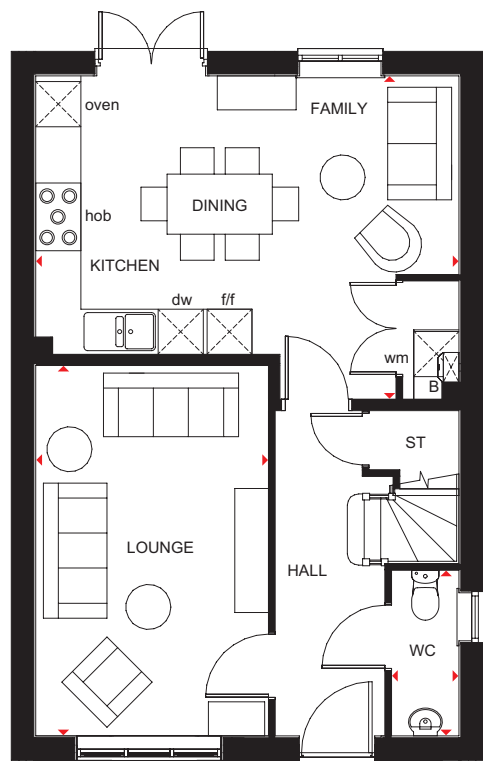 oven
FAMILY
DINING
hob
KITCHEN
dw
f/f
wm
B
ST
LOUNGE
HALL
WC